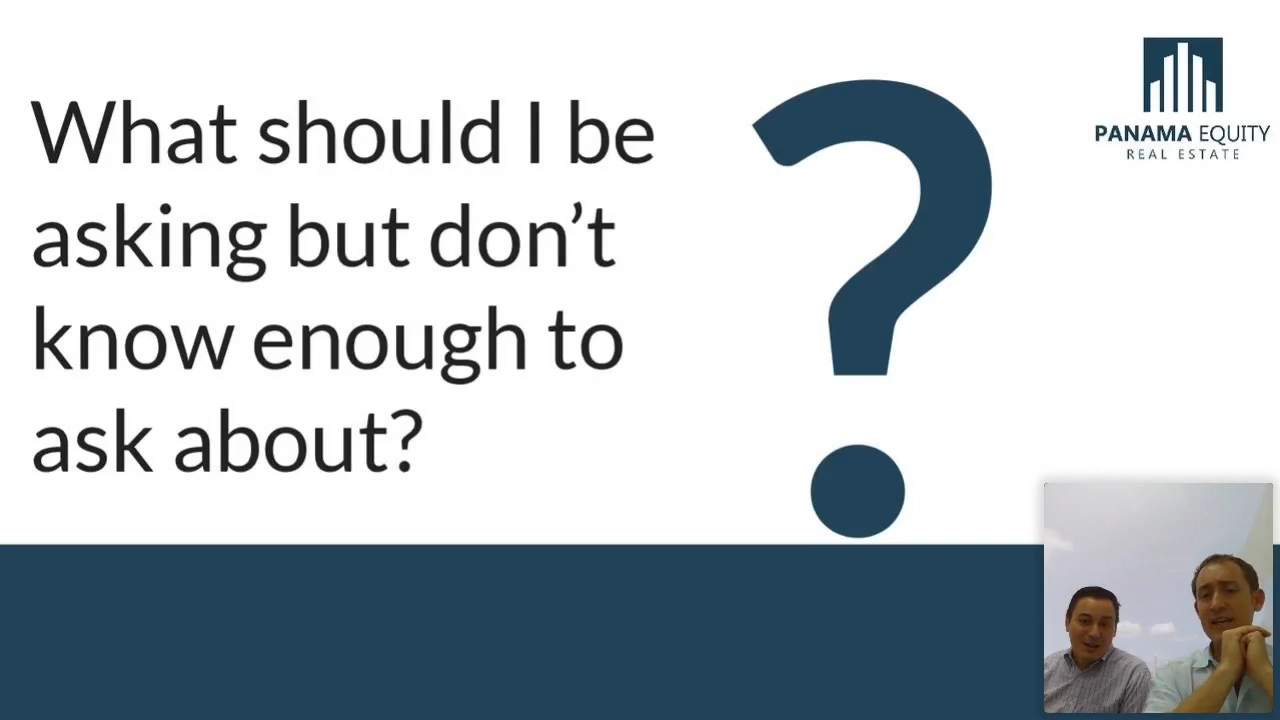 What should I be
asking but don’t
know enough to
ask about?
?
PANAMA EQUITY
REAL ESTATE